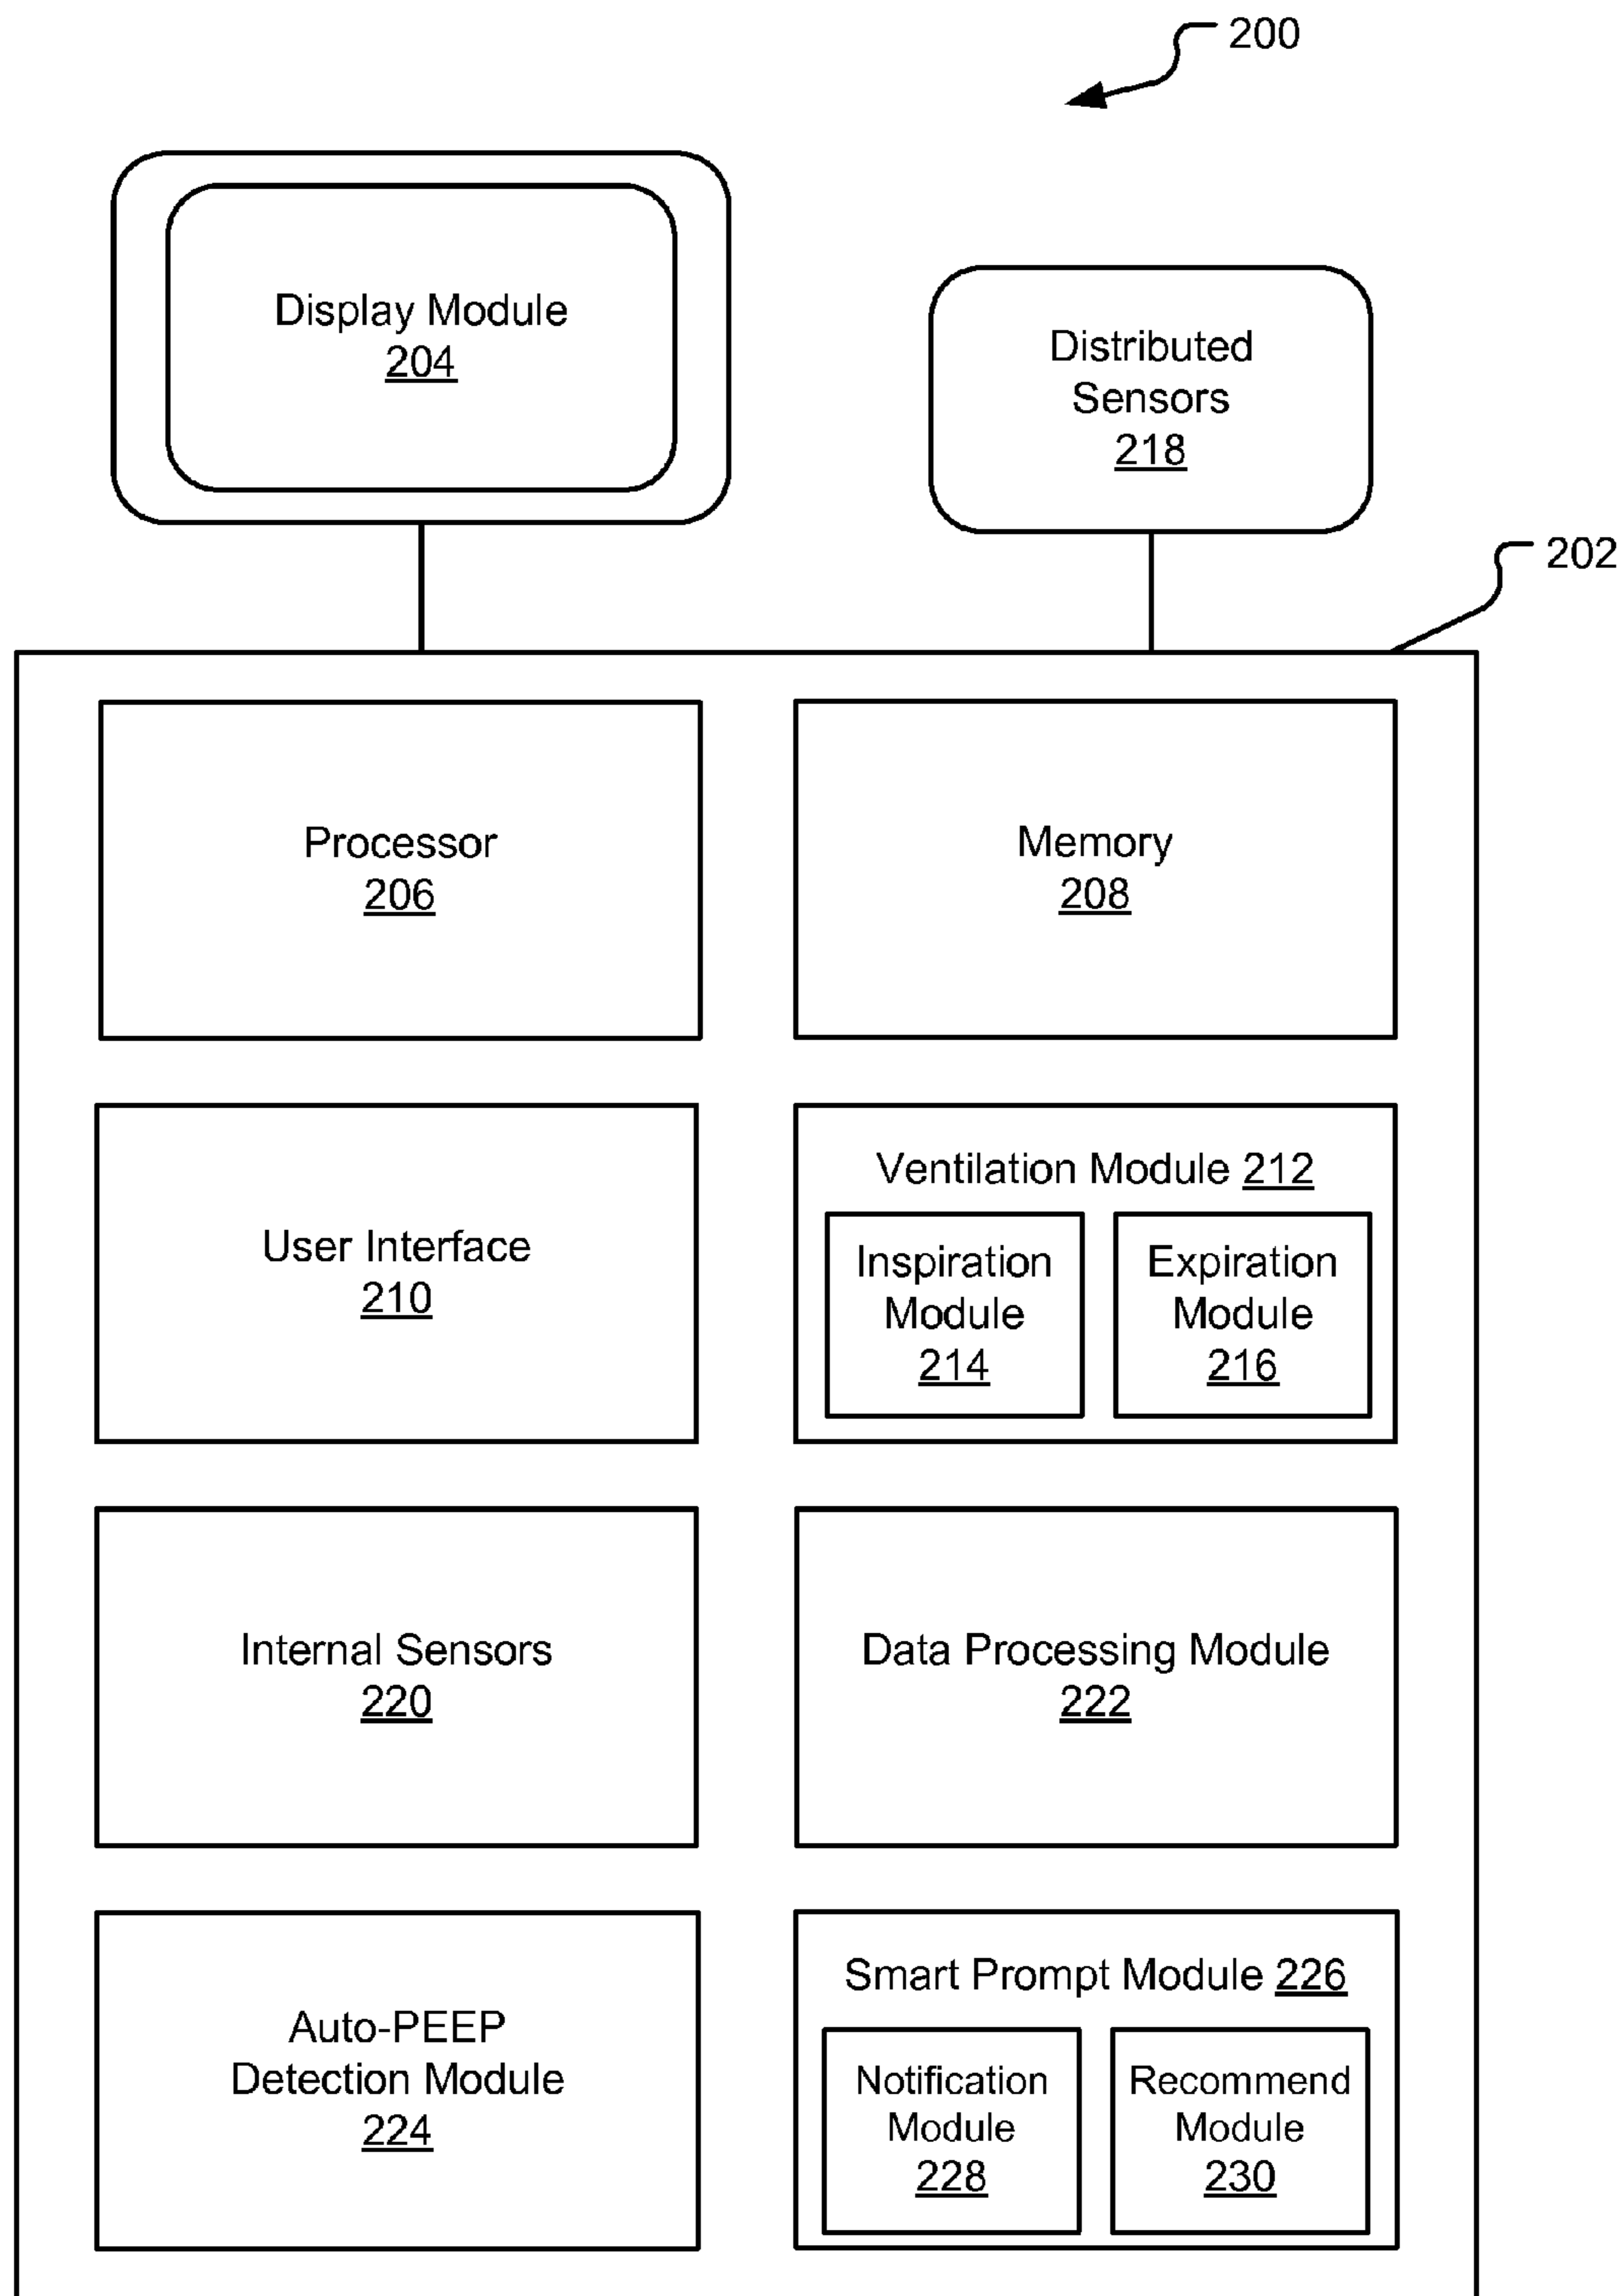 200
Display Module
204
Distributed
Sensors
218
202
Processor
206
Memory
208
User Interface
210
Ventilation Module 212
Inspiration
Module
214
Expiration
Module
216
Internal Sensors
220
Data Processing Module
222
Auto-PEEP
Detection Module
224
Smart Prompt Module 226
Notification
Module
228
Recommend
Module
230